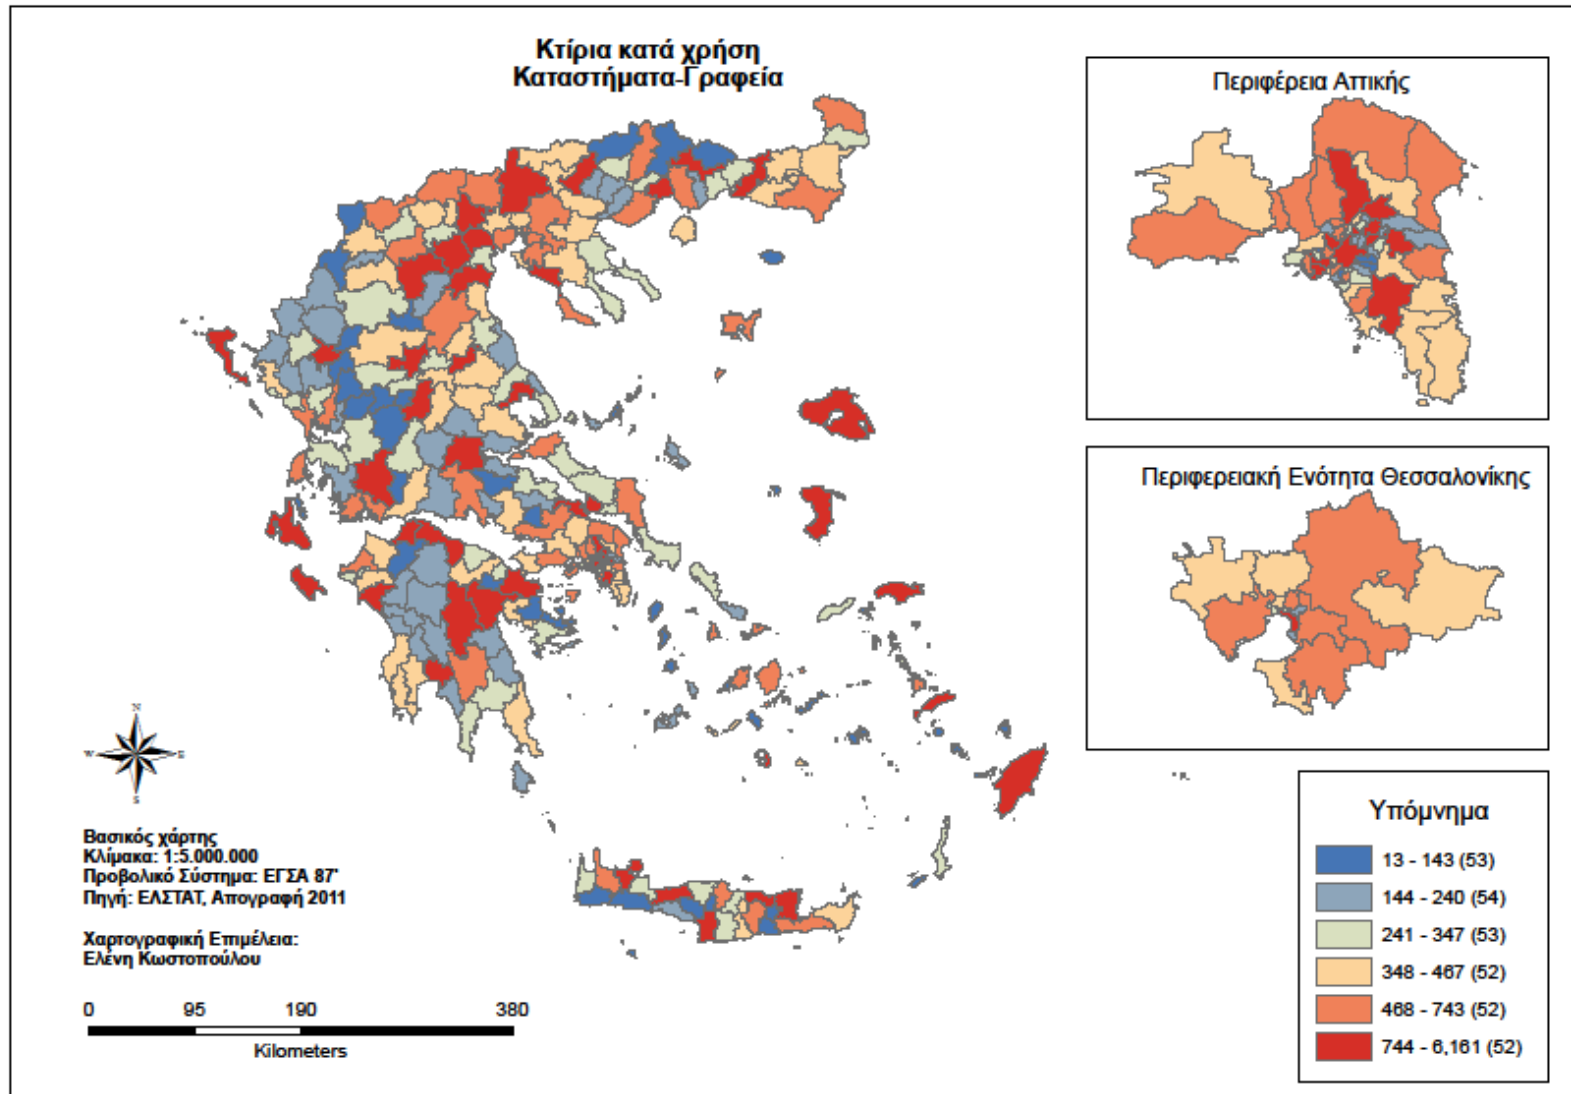 Κτίρια κατά χρήση
Καταστήματα-Γραφεία
Περιφέρεια Αττικής
Περιφερειακή Ενότητα Θεσσαλονίκης
N
W
E
S
Βασικός χάρτης
Κλίμακα: 1:5.000.000
Προβολικό Σύστημα: ΕΓΣΑ 87'
Πηγή: ΕΛΣΤΑΤ, Απογραφή 2011
Χαρτογραφική Επιμέλεια:
Ελένη Κωστοπούλου
0 95 190 380
Kilometers
Υπόμνημα
13 - 143 (53)
144 - 240 (54)
241 - 347 (53)
348 - 467 (52)
468 - 743 (52)
744 - 6,161 (52)